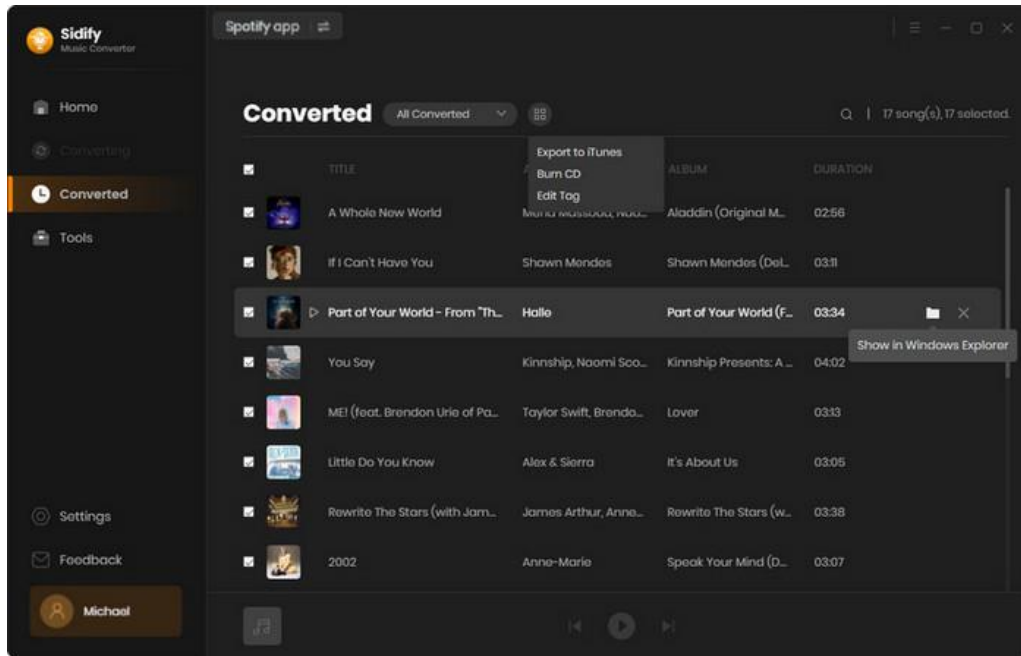 Sidify
Music Converter
Spotify app
Home
Converting
Converted
Tools
Settings
Feedback
Michael
Converted
All Converted
17 song(s), 17 selected.
Export to iTunes
Burn CD
Edit Tag
TITLE ALBUM DURATION
A Whole New World Mena Massoud, Nao... Aladdin (Original M... 02:56
If I Can't Have You Shawn Mendes Shawn Mendes (Del... 03:11
Part of Your World - From "Th... Halle Part of Your World (F... 03:34
Show in Windows Explorer
You Say Kinnship, Naomi Sco... Kinnship Presents: A ... 04:02
ME! (feat. Brendon Urie of Pa... Taylor Swift, Brendo... Lover 03:13
Little Do You Know Alex & Sierra It's About Us 03:05
Rewrite The Stars (with Jam... James Arthur, Anne... Rewrite The Stars (w... 03:38
2002 Anne-Marie Speak Your Mind (D... 03:07